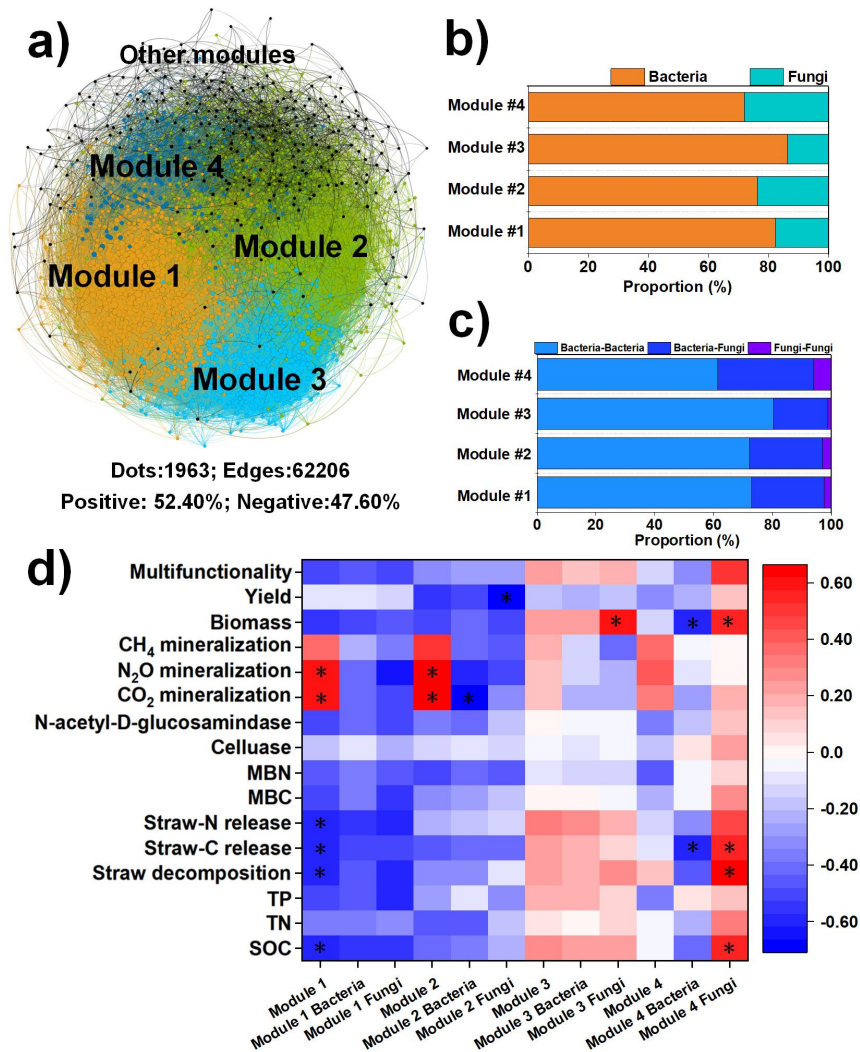 a)
Other modules
Module 4
Module 2
Module 1
Module 3
Dots:1963; Edges:62206
Positive: 52.40%; Negative:47.60%
b)
Bacteria Fungi
Module #4
Module #3
Module #2
Module #1
0 20 40 60 80 100
Proportion (%)
c)
Bacteria-Bacteria Bacteria-Fungi Fungi-Fungi
Module #4
Module #3
Module #2
Module #1
0 20 40 60 80 100
Proportion (%)
d)
Multifunctionality
Yield *
Biomass * * *
CH4 mineralization
N2O mineralization * *
CO2 mineralization * * *
N-acetyl-D-glucosamindase
Celluase
MBN
MBC
Straw-N release *
Straw-C release * * *
Straw decomposition * *
TP
TN
SOC * *
Module 1
Module 1 Bacteria
Module 1 Fungi
Module 2
Module 2 Bacteria
Module 2 Fungi
Module 3
Module 3 Bacteria
Module 3 Fungi
Module 4
Module 4 Bacteria
Module 4 Fungi
0.60
0.40
0.20
0.0
-0.20
-0.40
-0.60